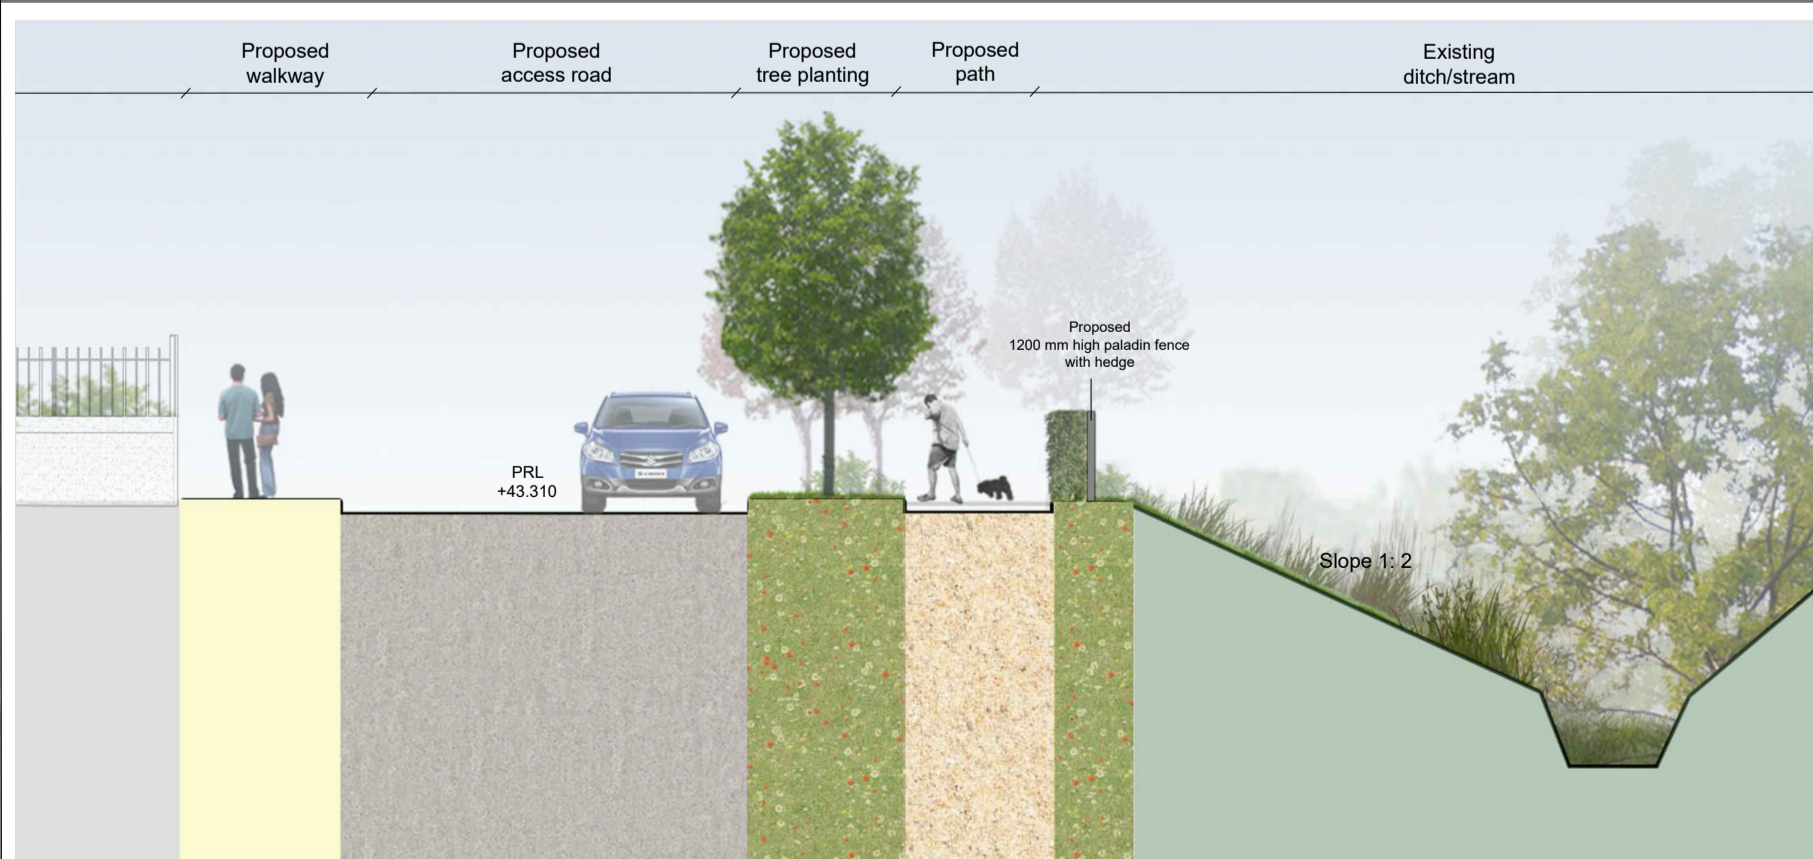 Proposed
walkway
Proposed
access road
Proposed
tree planting
Proposed
path
Existing
ditch/stream
Proposed
1200 mm high paladin fence
with hedge
PRL
+43.310
Slope 1: 2